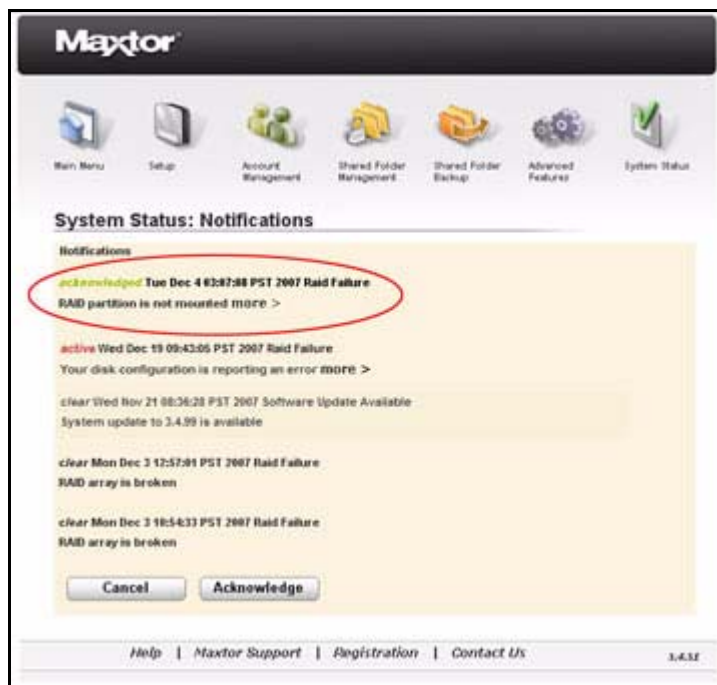 Maxtor
Main Menu
Setup
Account Management
Shared Folder Management
Shared Folder Backup
Advanced Features
System Status
System Status: Notifications
Notifications
acknowledged Tue Dec 4 03:07:08 PST 2007 Raid Failure
RAID partition is not mounted more >
active Wed Dec 19 09:43:05 PST 2007 Raid Failure
Your disk configuration is reporting an error more >
clear Wed Nov 21 08:36:28 PST 2007 Software Update Available
System update to 3.4.99 is available
clear Mon Dec 3 12:57:01 PST 2007 Raid Failure
RAID array is broken
clear Mon Dec 3 10:54:33 PST 2007 Raid Failure
RAID array is broken
Cancel
Acknowledge
Help | Maxtor Support | Registration | Contact Us